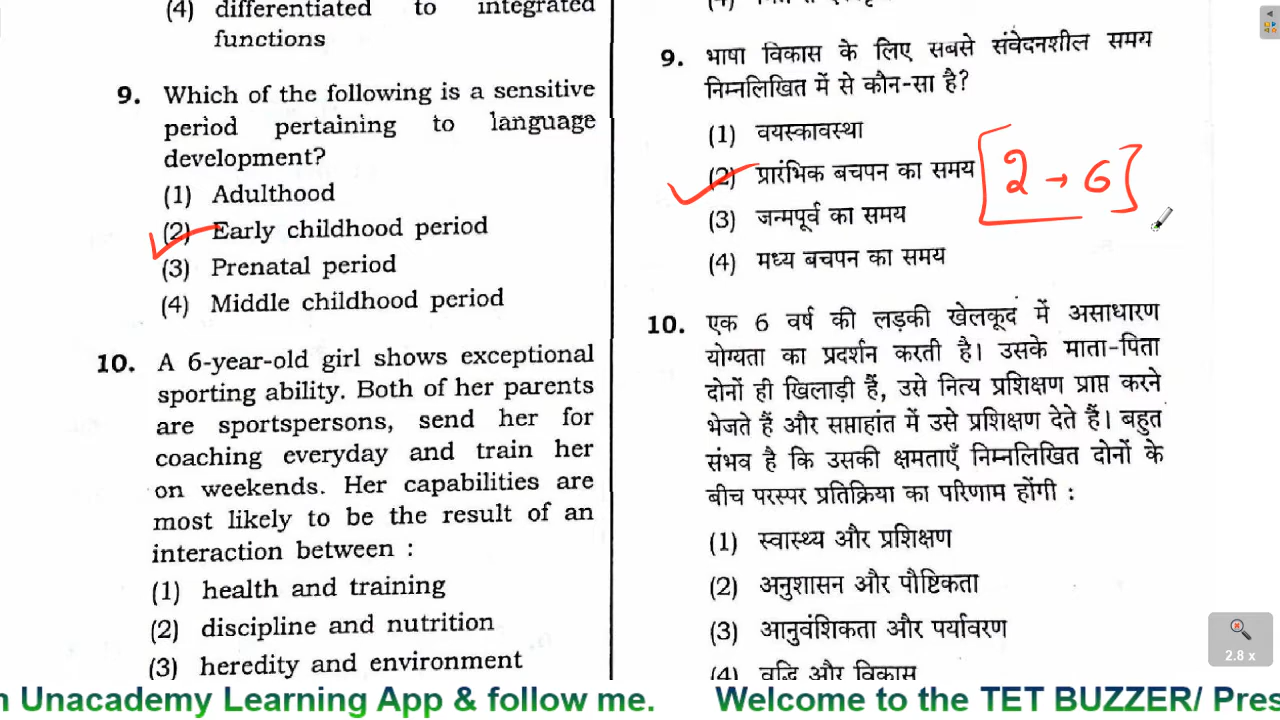 (4) differentiated to integrated
functions
9. Which of the following is a sensitive
period pertaining to language
development?
(1) Adulthood
(2) Early childhood period
(3) Prenatal period
(4) Middle childhood period
10. A 6-year-old girl shows exceptional
sporting ability. Both of her parents
are sportspersons, send her for
coaching everyday and train her
on weekends. Her capabilities are
most likely to be the result of an
interaction between :
(1) health and training
(2) discipline and nutrition
(3) heredity and environment
9. भाषा विकास के लिए सबसे संवेदनशील समय
निम्नलिखित में से कौन-सा है?
(1) वयस्कावस्था
(2) प्रारंभिक बचपन का समय [2 → 6]
(3) जन्मपूर्व का समय
(4) मध्य बचपन का समय
10. एक 6 वर्ष की लड़की खेलकूद में असाधारण
योग्यता का प्रदर्शन करती है। उसके माता-पिता
दोनों ही खिलाड़ी हैं, उसे नित्य प्रशिक्षण प्राप्त करने
भेजते हैं और सप्ताहांत में उसे प्रशिक्षण देते हैं। बहुत
संभव है कि उसकी क्षमताएँ निम्नलिखित दोनों के
बीच परस्पर प्रतिक्रिया का परिणाम होंगी :
(1) स्वास्थ्य और प्रशिक्षण
(2) अनुशासन और पौष्टिकता
(3) आनुवंशिकता और पर्यावरण
(4) वृद्धि और विकास
2.8 x
Unacademy Learning App & follow me. Welcome to the TET BUZZER/